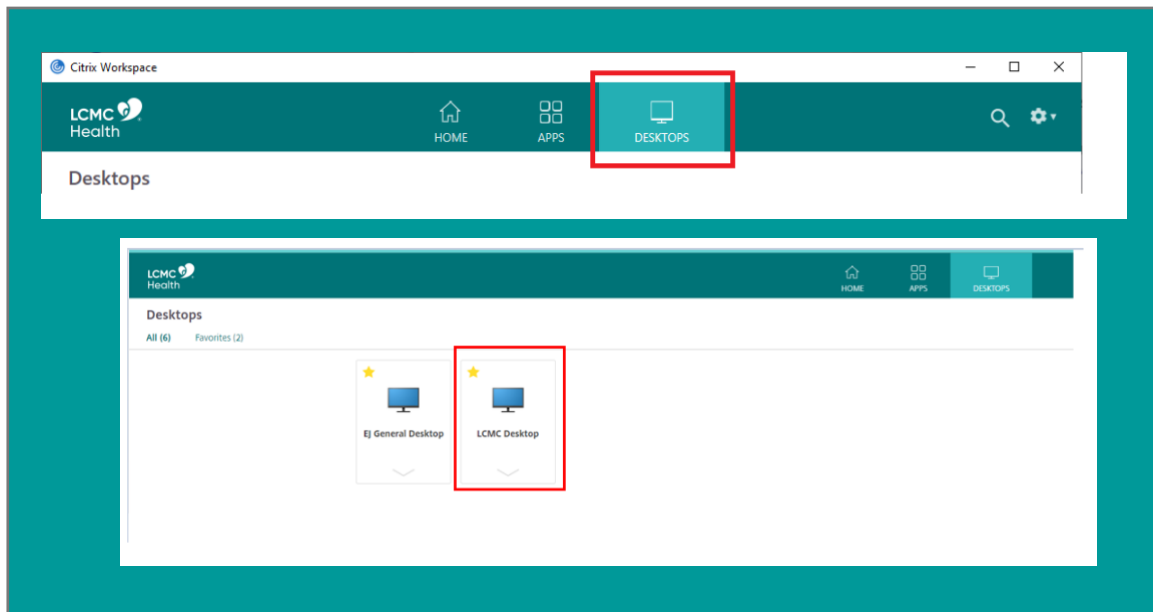 Citrix Workspace
LCMC
Health
HOME
APPS
DESKTOPS
Desktops
LCMC
Health
HOME
APPS
DESKTOPS
Desktops
All (6) Favorites (2)
EJ General Desktop
LCMC Desktop